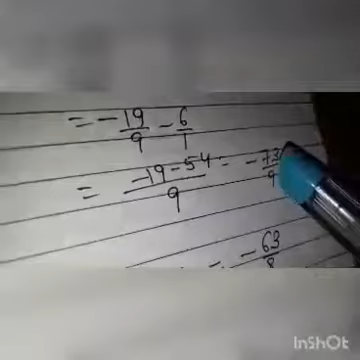 = - 19/9 - 6/1
= -19-54/9 = - 73/9
= - 63/8
InShOt